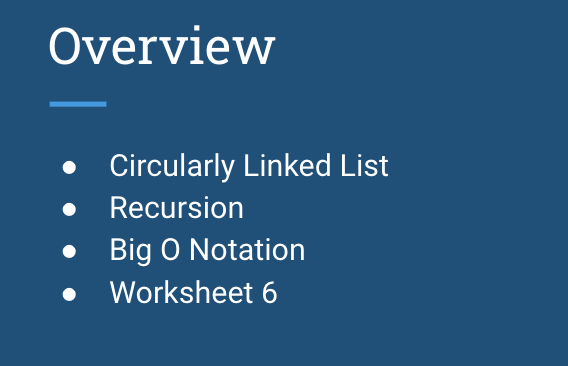 Overview
● Circularly Linked List
● Recursion
● Big O Notation
● Worksheet 6